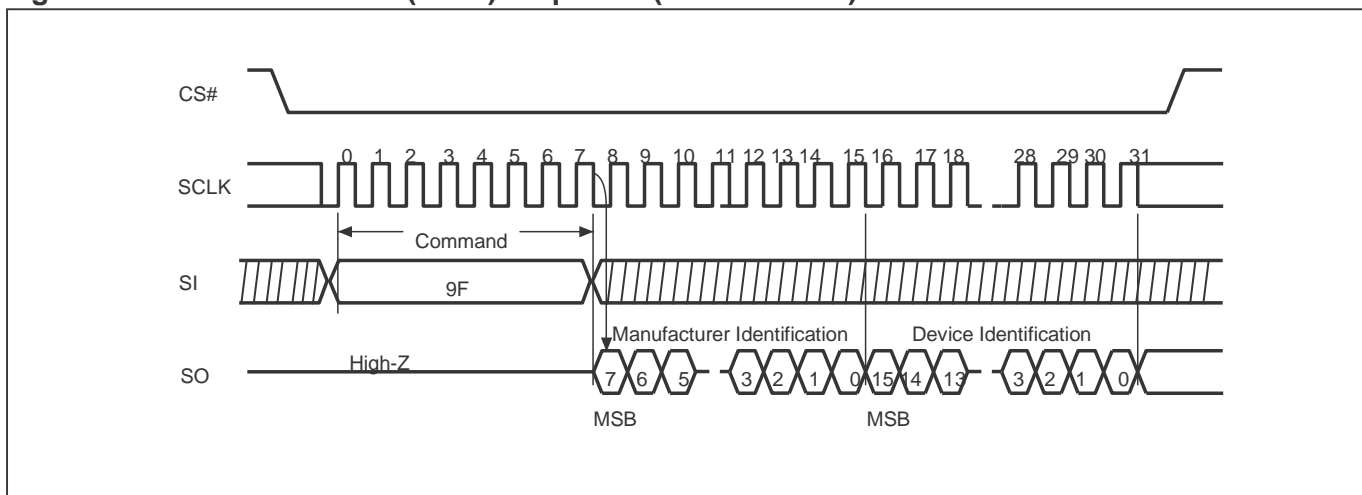 CS#
0 1 2 3 4 5 6 7 8 9 10 11 12 13 14 15 16 17 18 28 29 30 31
SCLK
Command
SI
9F
Manufacturer Identification Device Identification
High-Z
SO
7 6 5 3 2 1 0 15 14 13 3 2 1 0
MSB MSB